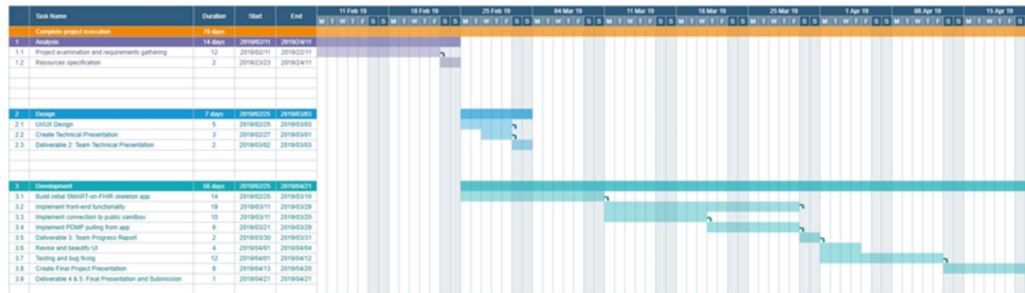 Task Name Duration Start End 11 Feb 19 18 Feb 19 25 Feb 19 04 Mar 19 11 Mar 19 18 Mar 19 25 Mar 19 1 Apr 19 08 Apr 19 15 Apr 19
M T W T F S S M T W T F S S M T W T F S S M T W T F S S M T W T F S S M T W T F S S M T W T F S S M T W T F S S M T W T F S S M T W T F S
Complete project execution 70 days
1 Analysis 14 days 2019/02/11 2019/24/11
1.1 Project examination and requirements gathering 12 2019/02/11 2019/22/11
1.2 Resources specification 2 2019/23/23 2019/24/11
2 Design 7 days 2019/02/25 2019/03/03
2.1 UI/UX Design 5 2019/02/25 2019/03/03
2.2 Create Technical Presentation 3 2019/02/27 2019/03/01
2.3 Deliverable 2: Team Technical Presentation 2 2019/03/02 2019/03/03
3 Development 56 days 2019/02/25 2019/04/21
3.1 Build initial SMART-on-FHIR skeleton app 14 2019/02/25 2019/03/10
3.2 Implement front-end functionality 19 2019/03/11 2019/03/29
3.3 Implement connection to public sandbox 10 2019/03/11 2019/03/20
3.4 Implement PDMP pulling from app 9 2019/03/21 2019/03/29
3.5 Deliverable 3: Team Progress Report 2 2019/03/30 2019/03/31
3.6 Revise and beautify UI 4 2019/04/01 2019/04/04
3.7 Testing and bug fixing 12 2019/04/01 2019/04/12
3.8 Create Final Project Presentation 8 2019/04/13 2019/04/20
3.9 Deliverable 4 & 5: Final Presentation and Submission 1 2019/04/21 2019/04/21